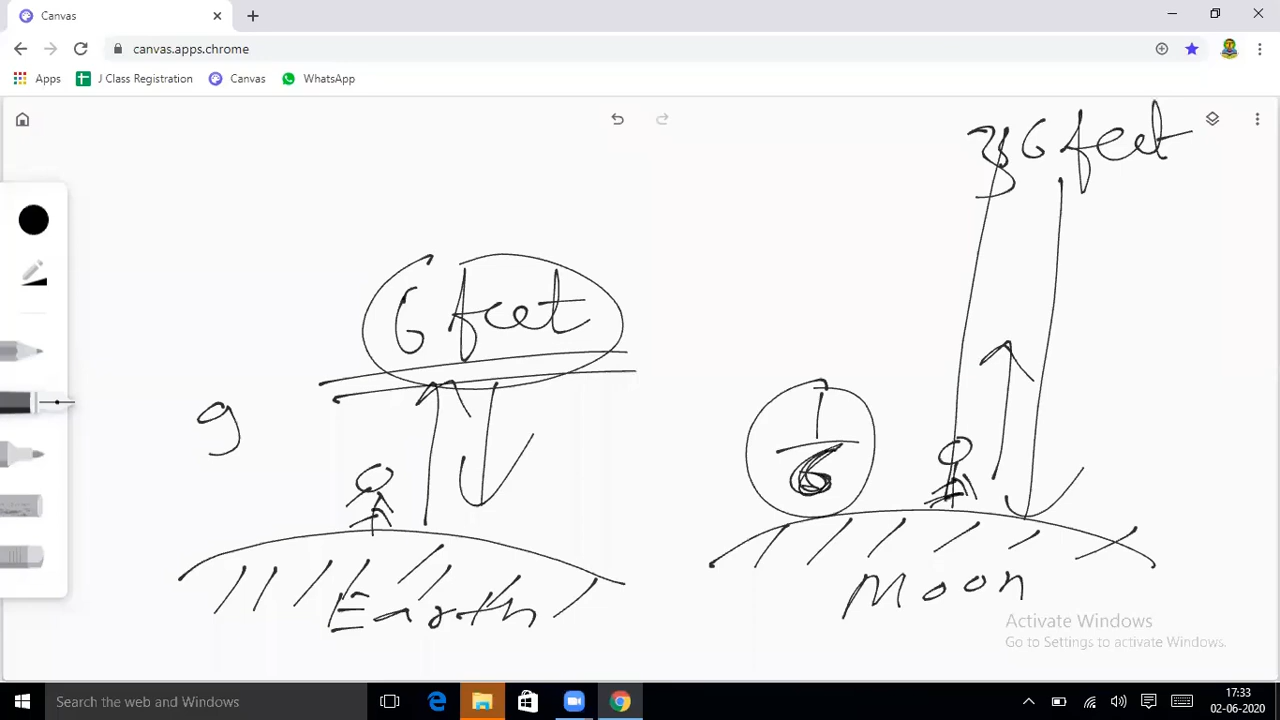 Canvas
canvas.apps.chrome
Apps
J Class Registration
Canvas
WhatsApp
36 feet
6 feet
g
1
6
Earth
Moon
Activate Windows
Go to Settings to activate Windows.
Search the web and Windows
17:33
02-06-2020